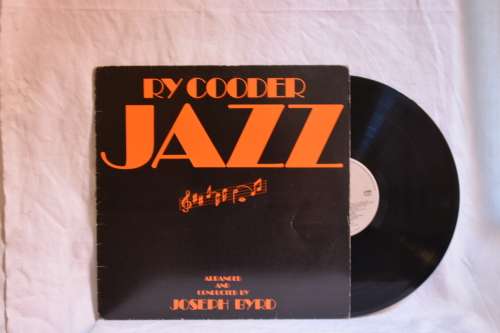 RY COODER
JAZZ
ARRANGED
AND
CONDUCTED BY
JOSEPH BYRD